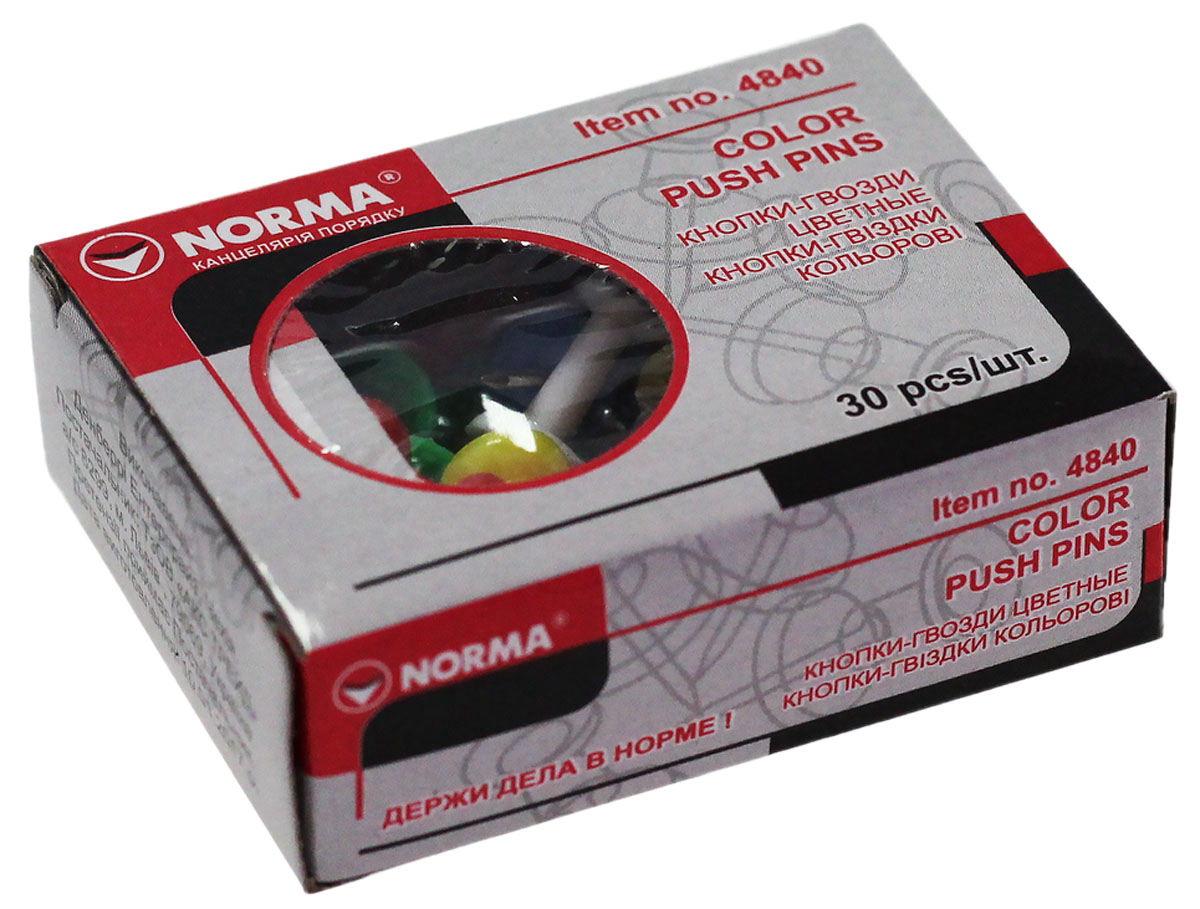 Item no. 4840
COLOR
PUSH PINS
КНОПКИ-ГВОЗДИ
ЦВЕТНЫЕ
КНОПКИ-ГВІЗДКИ
КОЛЬОРОВІ
30 pcs/шт.
NORMA®
КАНЦЕЛЯРІЯ ПОРЯДКУ
Item no. 4840
COLOR
PUSH PINS
КНОПКИ-ГВОЗДИ ЦВЕТНЫЕ
КНОПКИ-ГВІЗДКИ КОЛЬОРОВІ
NORMA®
ДЕРЖИ ДЕЛА В НОРМЕ !